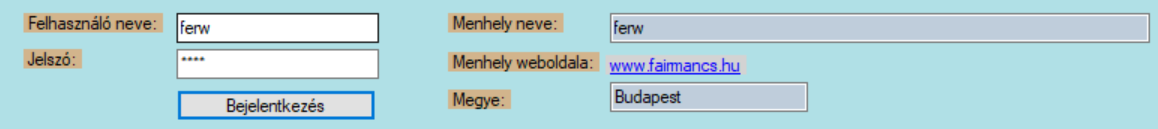 Felhasználó neve: ferw
Jelszó: ****
Bejelentkezés
Menhely neve: ferw
Menhely weboldala: www.fairmancs.hu
Megye: Budapest